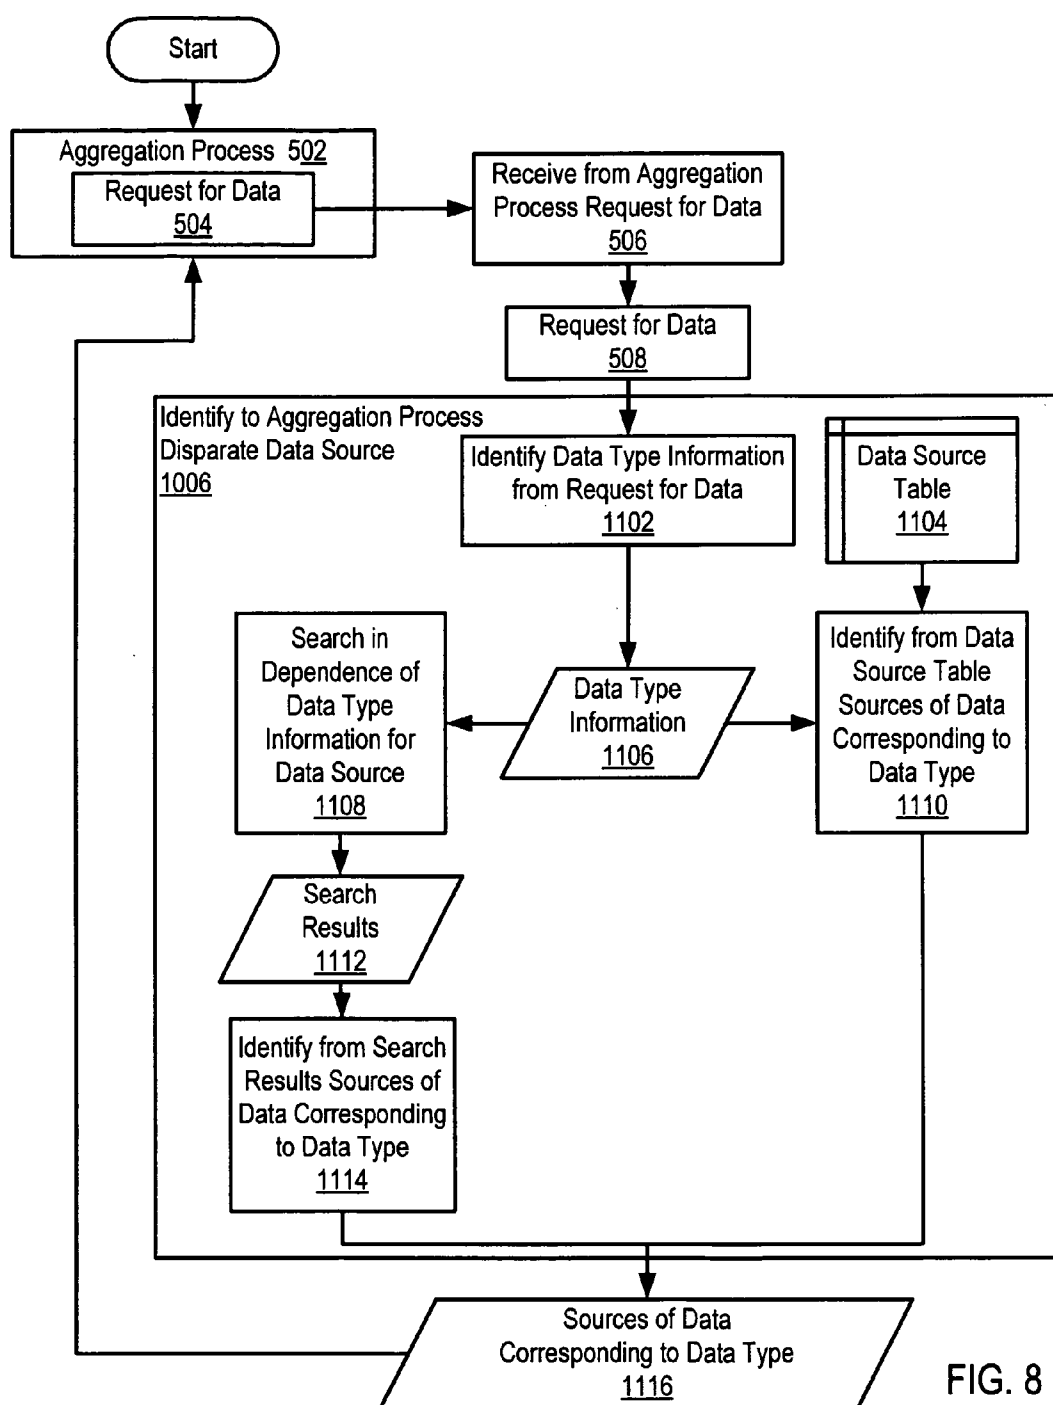 Start
Aggregation Process 502
Request for Data
504
Receive from Aggregation
Process Request for Data
506
Request for Data
508
Identify to Aggregation Process
Disparate Data Source
1006
Identify Data Type Information
from Request for Data
1102
Data Source
Table
1104
Search in
Dependence of
Data Type
Information for
Data Source
1108
Data Type
Information
1106
Identify from Data
Source Table
Sources of Data
Corresponding to
Data Type
1110
Search
Results
1112
Identify from Search
Results Sources of
Data Corresponding
to Data Type
1114
Sources of Data
Corresponding to Data Type
1116
FIG. 8